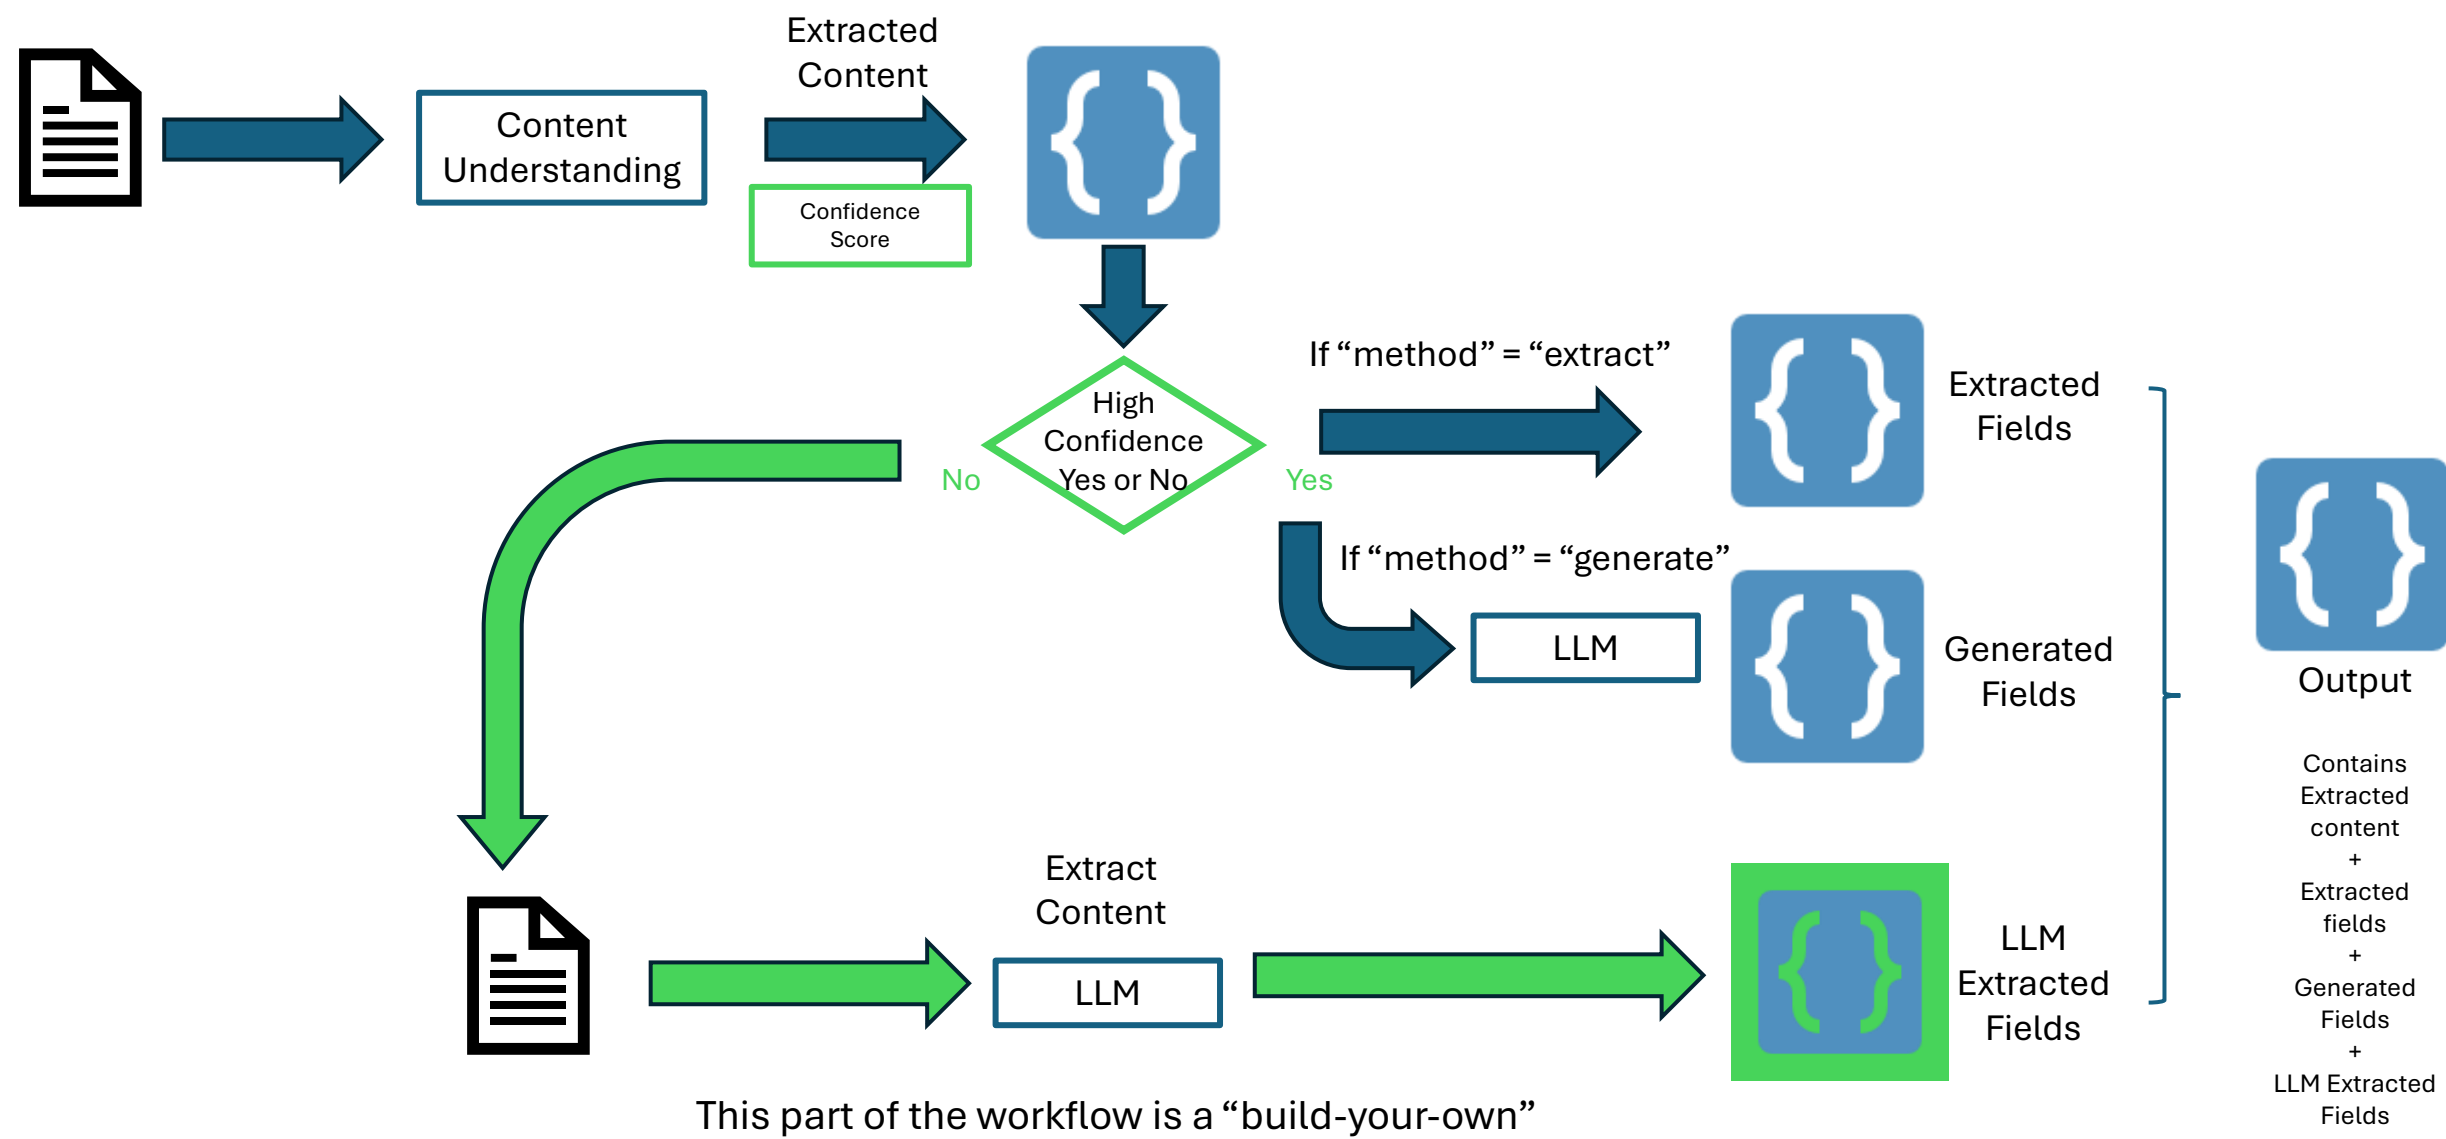 Extracted
Content
Content
Understanding
Confidence
Score
High
Confidence
Yes or No
No
Yes
If “method” = “extract”
Extracted
Fields
If “method” = “generate”
LLM
Generated
Fields
Output
Contains
Extracted
content
+
Extracted
fields
+
Generated
Fields
+
LLM Extracted
Fields
Extract
Content
LLM
LLM
Extracted
Fields
This part of the workflow is a “build-your-own”